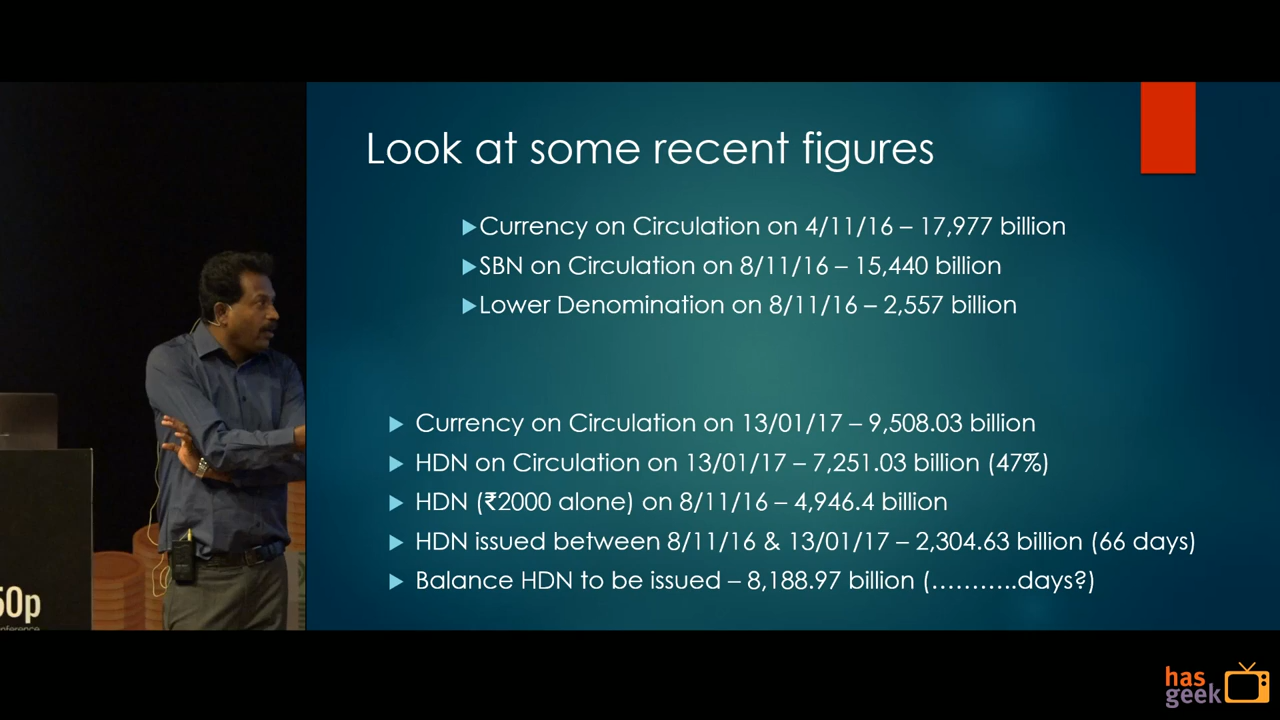 Look at some recent figures
Currency on Circulation on 4/11/16 – 17,977 billion
SBN on Circulation on 8/11/16 – 15,440 billion
Lower Denomination on 8/11/16 – 2,557 billion
Currency on Circulation on 13/01/17 – 9,508.03 billion
HDN on Circulation on 13/01/17 – 7,251.03 billion (47%)
HDN (₹2000 alone) on 8/11/16 – 4,946.4 billion
HDN issued between 8/11/16 & 13/01/17 – 2,304.63 billion (66 days)
Balance HDN to be issued – 8,188.97 billion (………..days?)
50p
nference
has
geek